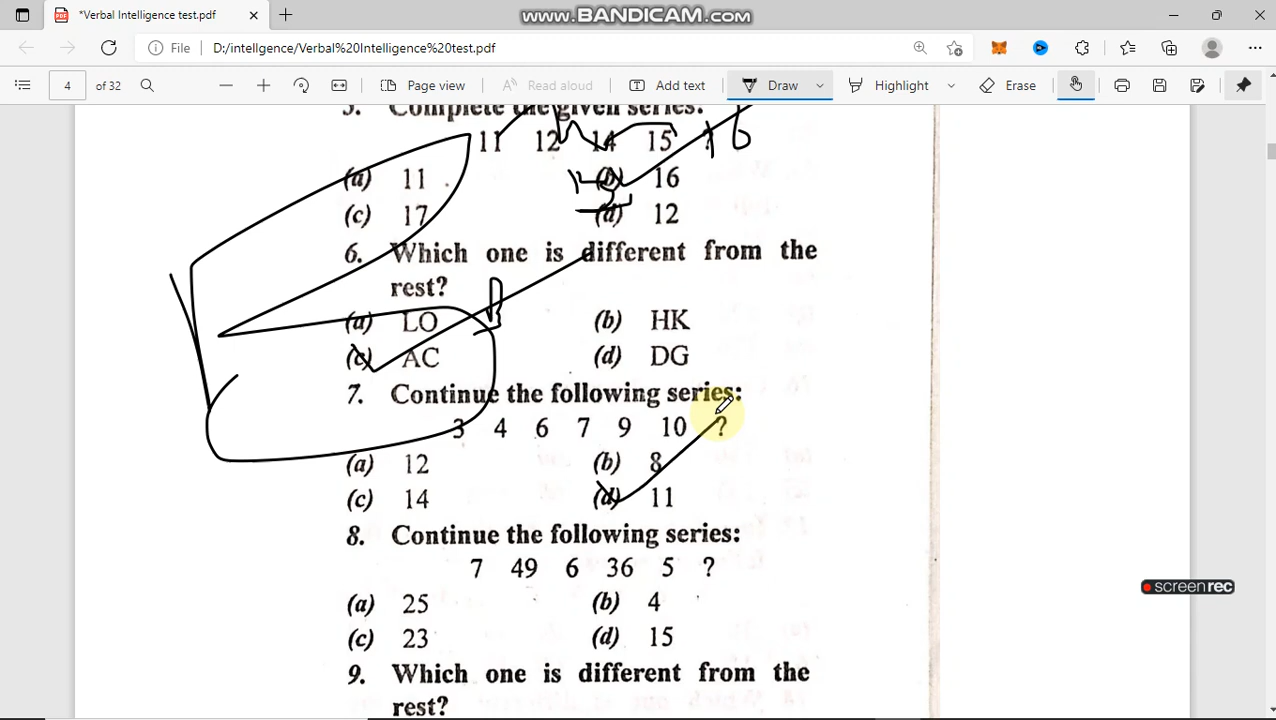 *Verbal Intelligence test.pdf
WWW.BANDICAM.COM
File D:/intellgence/Verbal%20Intelligence%20test.pdf
4 of 32 Page view Read aloud Add text Draw Highlight Erase
5. Complete the given series:
11 12 14 15 ? 16
(a) 11 (b) 16
(c) 17 (d) 12
6. Which one is different from the
rest?
(a) LO (b) HK
(c) AC (d) DG
7. Continue the following series:
3 4 6 7 9 10 ?
(a) 12 (b) 8
(c) 14 (d) 11
8. Continue the following series:
7 49 6 36 5 ?
(a) 25 (b) 4
(c) 23 (d) 15
screenrec
9. Which one is different from the
rest?